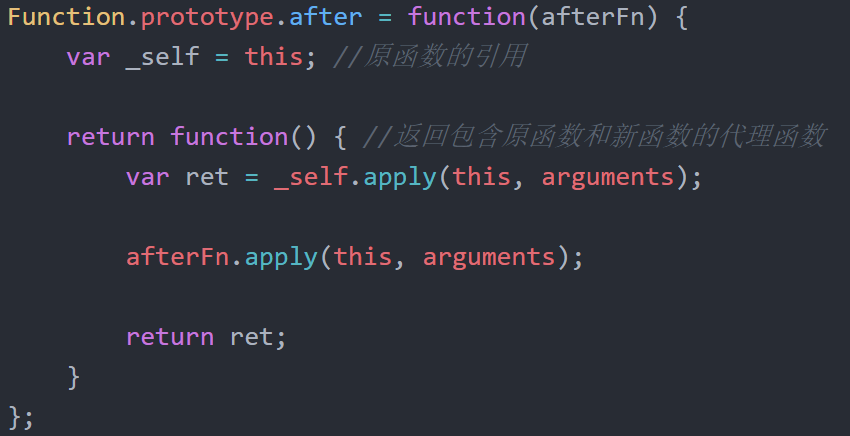 Function.prototype.after = function(afterFn) {
    var _self = this; //原函数的引用
    return function() { //返回包含原函数和新函数的代理函数
        var ret = _self.apply(this, arguments);
        afterFn.apply(this, arguments);
        return ret;
    }
};